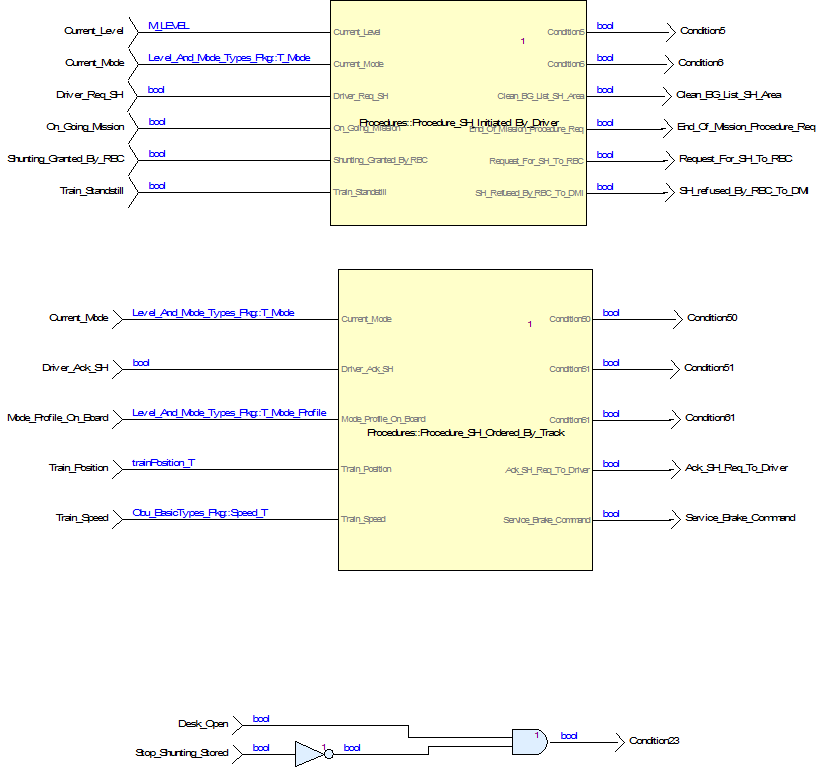 Current_Level M_LEVEL Current_Level 1 Condition5 bool Condition5
Current_Mode Level_And_Mode_Types_Pkg::T_Mode Current_Mode Condition6 bool Condition6
Driver_Req_SH bool Driver_Req_SH Clean_BG_List_SH_Area bool Clean_BG_List_SH_Area
Procedures::Procedure_SH_Initiated_By_Driver
On_Going_Mission bool On_Going_Mission End_Of_Mission_Procedure_Req bool End_Of_Mission_Procedure_Req
Shunting_Granted_By_RBC bool Shunting_Granted_By_RBC Request_For_SH_To_RBC bool Request_For_SH_To_RBC
Train_Standstill bool Train_Standstill SH_Refused_By_RBC_To_DMI bool SH_refused_By_RBC_To_DMI
Current_Mode Level_And_Mode_Types_Pkg::T_Mode Current_Mode 1 Condition50 bool Condition50
Driver_Ack_SH bool Driver_Ack_SH Condition51 bool Condition51
Mode_Profile_On_Board Level_And_Mode_Types_Pkg::T_Mode_Profile Mode_Profile_On_Board Condition61 bool Condition61
Procedures::Procedure_SH_Ordered_By_Track
Train_Position trainPosition_T Train_Position Ack_SH_Req_To_Driver bool Ack_SH_Req_To_Driver
Train_Speed Obu_BasicTypes_Pkg::Speed_T Train_Speed Service_Brake_Command bool Service_Brake_Command
Desk_Open bool
1 bool Condition23
Stop_Shunting_Stored bool 1 bool